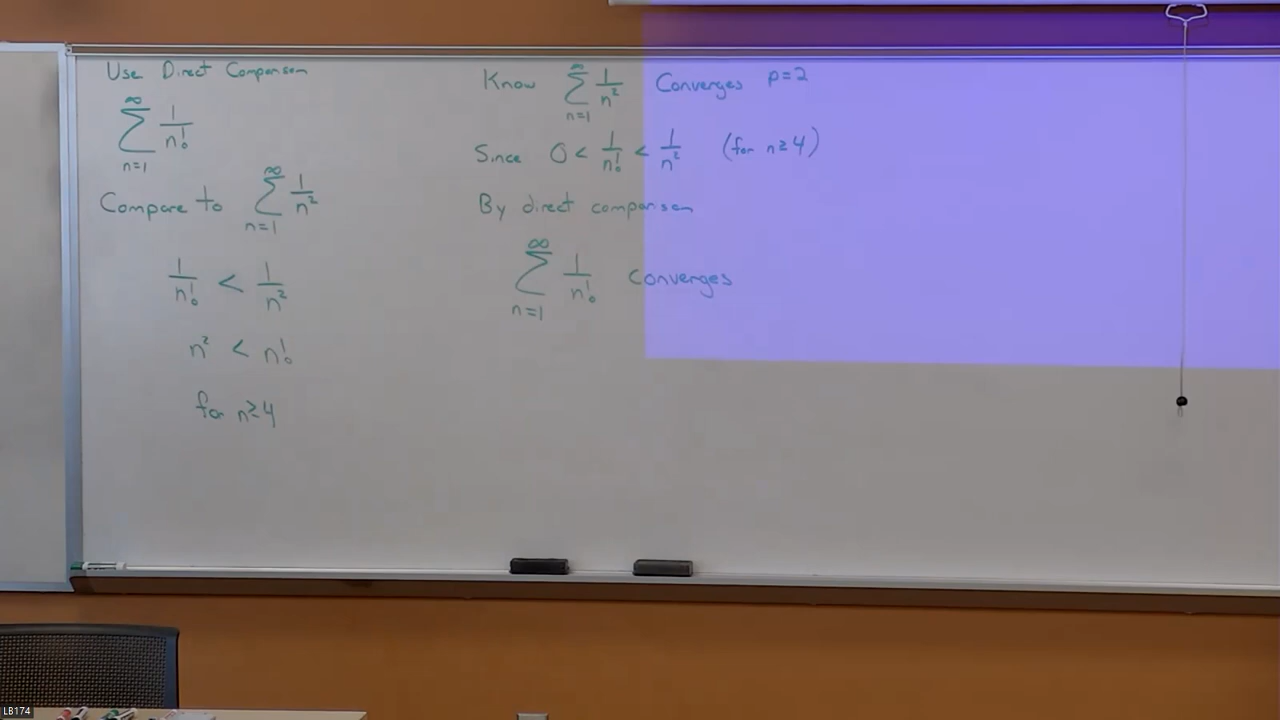 Use Direct Comparison
∞
∑ 1/n!
n=1
Compare to ∞∑n=1 1/n²
1/n! < 1/n²
n² < n!
for n≥4
Know ∞∑n=1 1/n² Converges p=2
Since 0 < 1/n! < 1/n² (for n≥4)
By direct comparison
∞
∑ 1/n! Converges
n=1
LB174